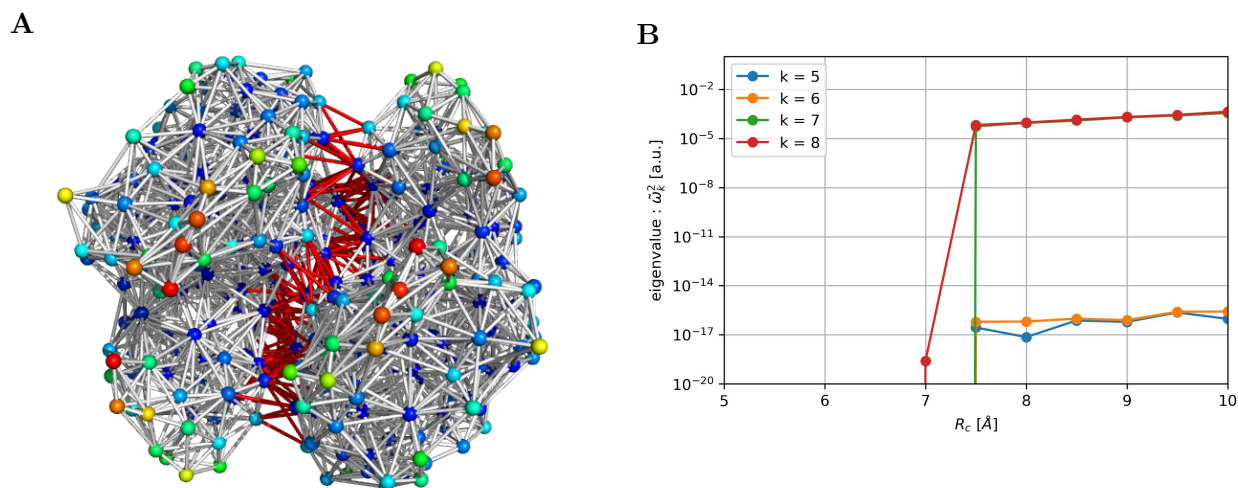 A
B
k = 5
k = 6
k = 7
k = 8
eigenvalue : ω̃²ₖ [a.u.]
10⁻²
10⁻⁵
10⁻⁸
10⁻¹¹
10⁻¹⁴
10⁻¹⁷
10⁻²⁰
5 6 7 8 9 10
R_c [Å]